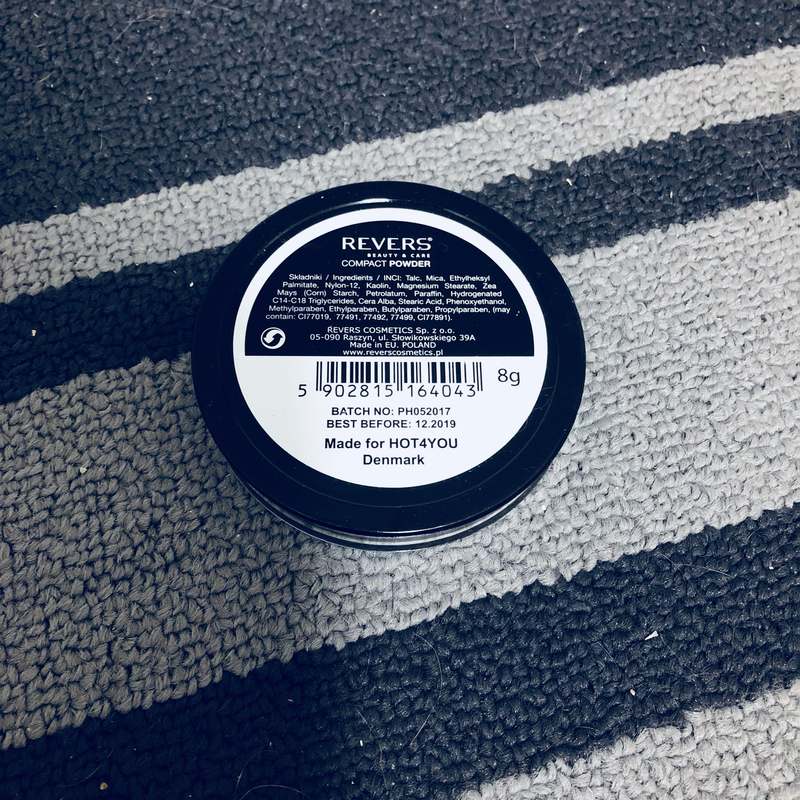 REVERS®
BEAUTY & CARE
COMPACT POWDER
Składniki / Ingredients / INCI: Talc, Mica, Ethylheksyl
Palmitate, Nylon-12, Kaolin, Magnesium Stearate, Zea
Mays (Corn) Starch, Petrolatum, Paraffin, Hydrogenated
C14-C18 Triglycerides, Cera Alba, Stearic Acid, Phenoxyethanol,
Methylparaben, Ethylparaben, Butylparaben, Propylparaben, (may
contain: CI77019, 77491, 77492, 77499, CI77891).
REVERS COSMETICS Sp. z o.o.
05-090 Raszyn, ul. Słowikowskiego 39A
Made in EU. POLAND
www.reverscosmetics.pl
5 902815 164043
8g
BATCH NO: PH052017
BEST BEFORE: 12.2019
Made for HOT4YOU
Denmark